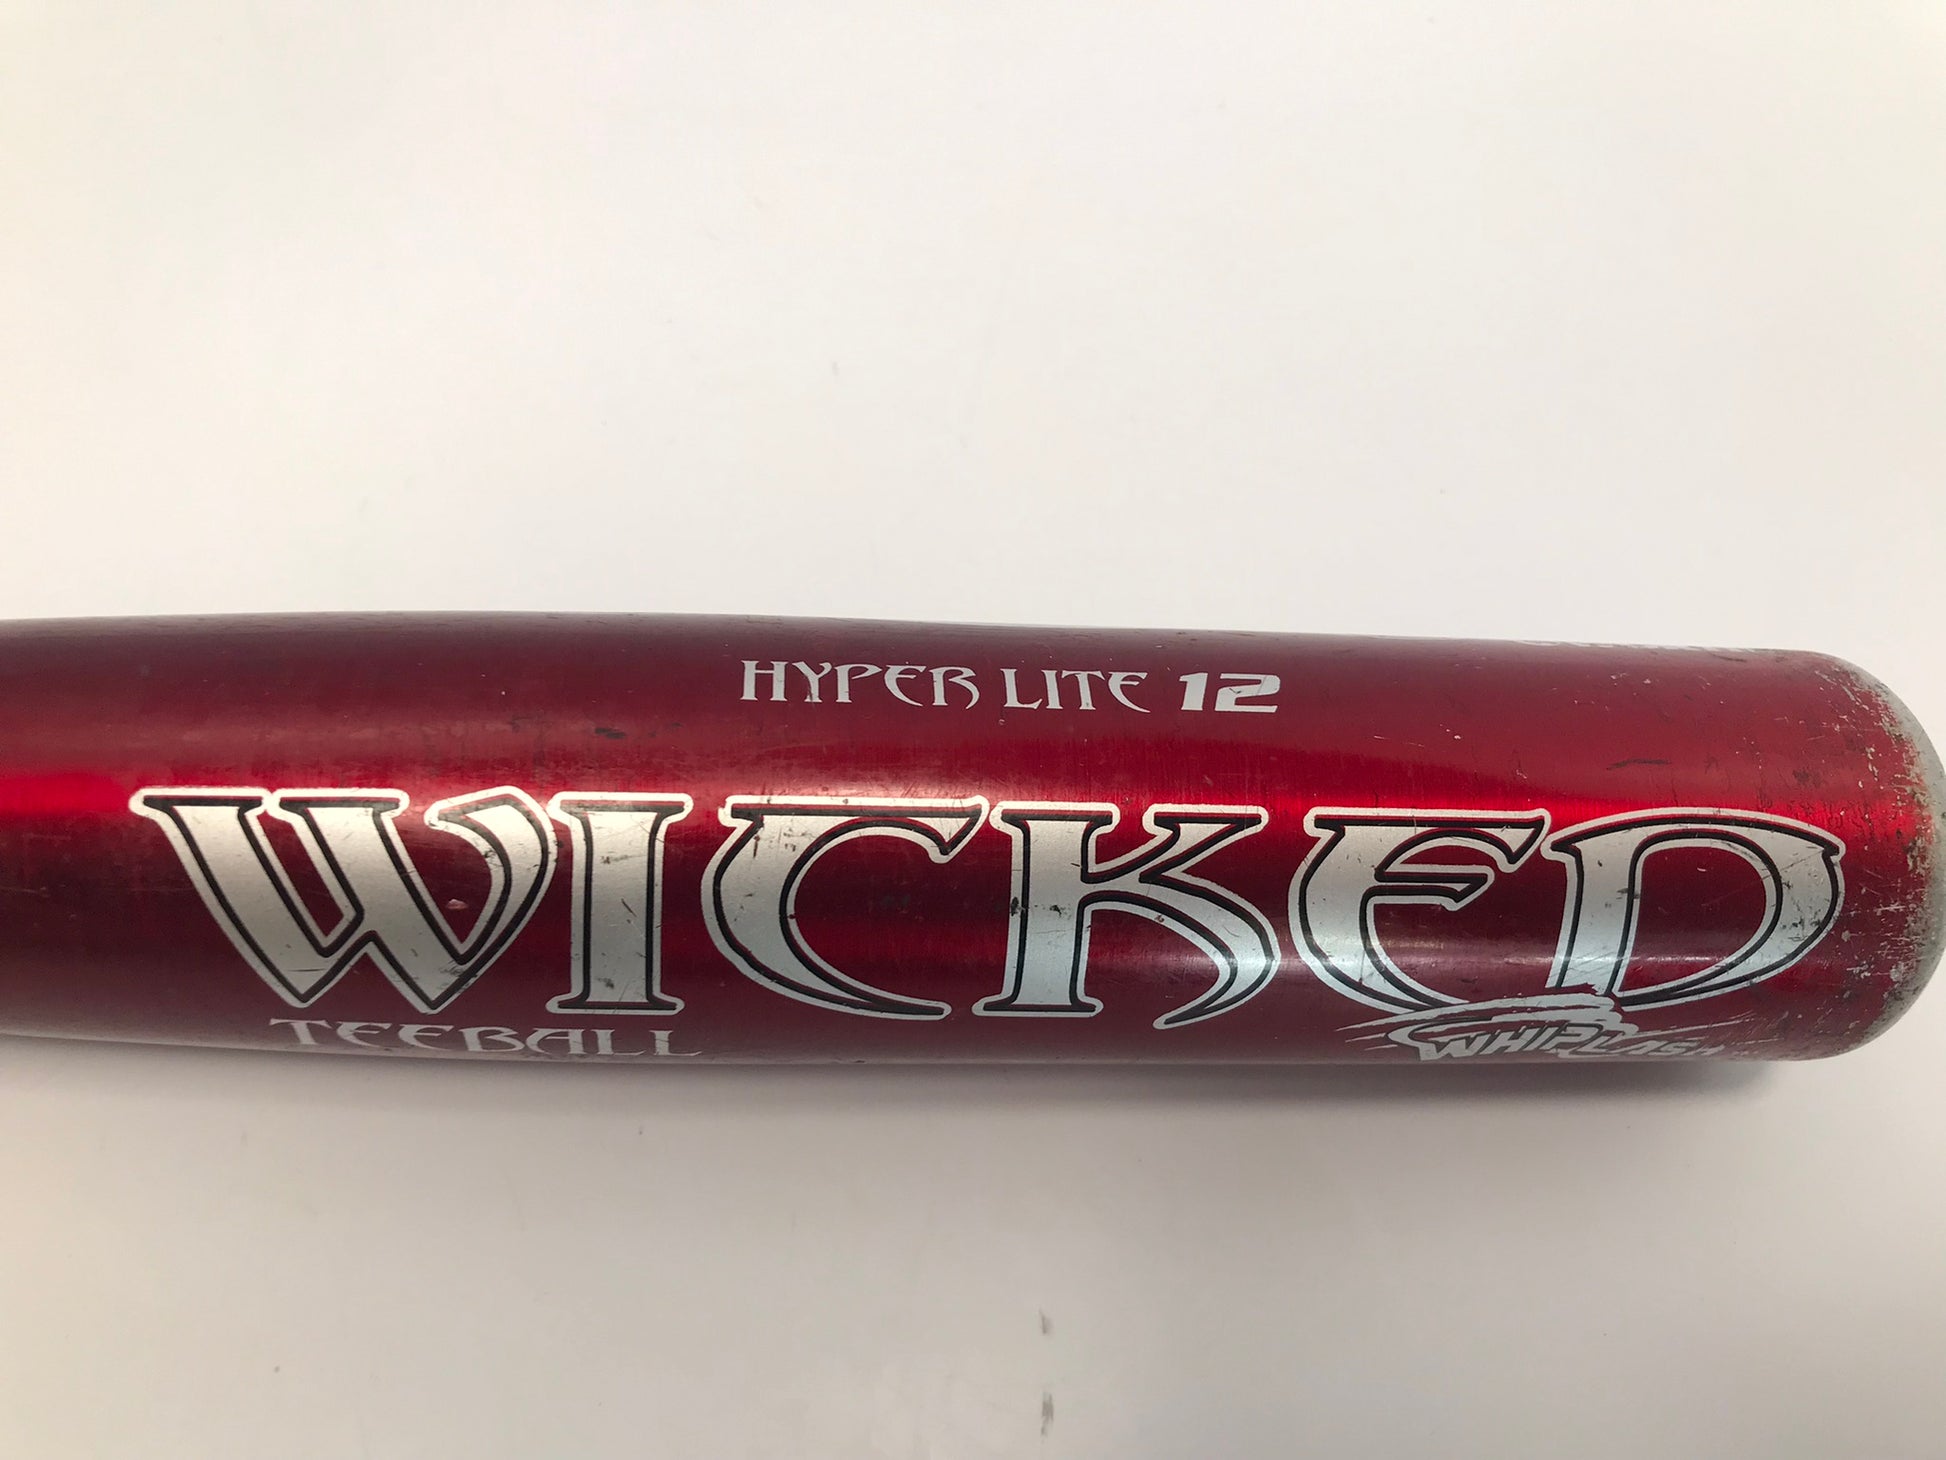 HYPER LITE 12
WICKED
TEEBALL
WHIPLASH